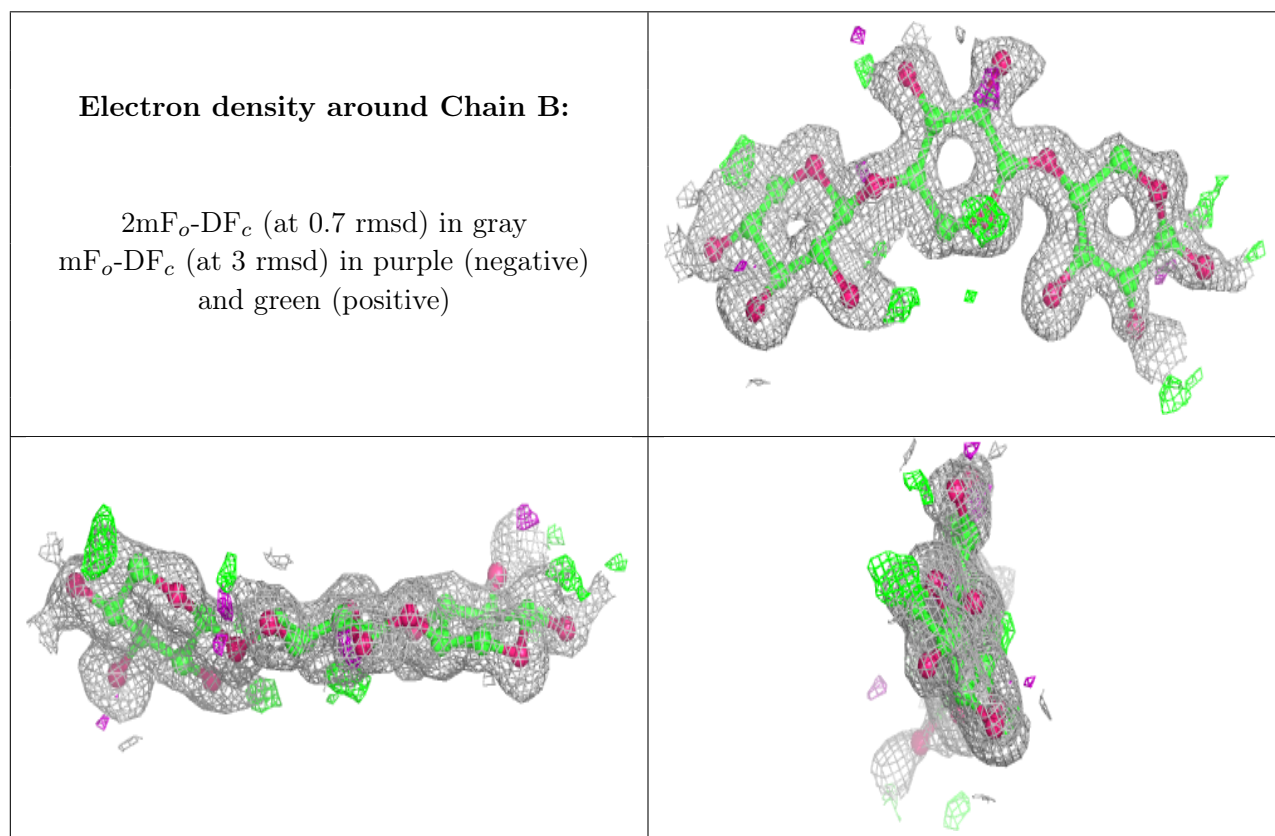 Electron density around Chain B:
2mFo-DFc (at 0.7 rmsd) in gray
mFo-DFc (at 3 rmsd) in purple (negative)
and green (positive)